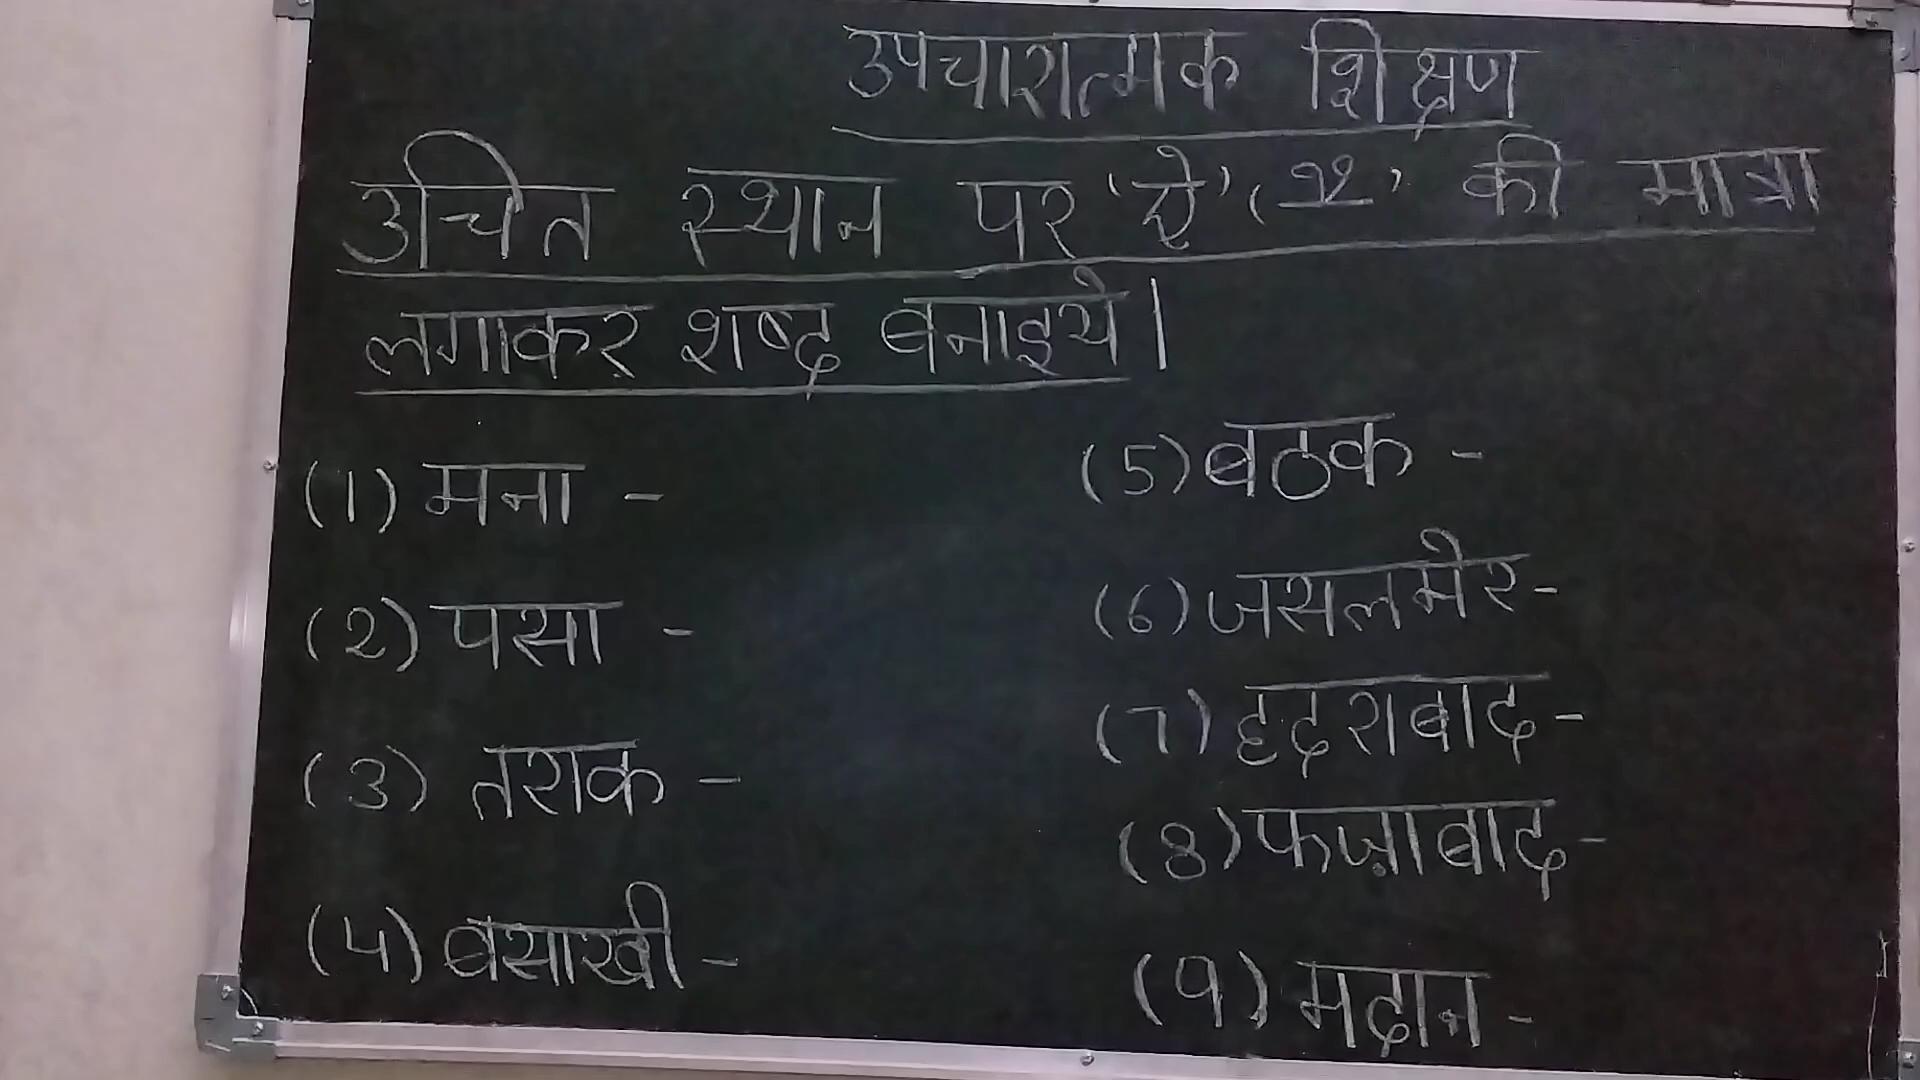 उपचारात्मक शिक्षण
उचित स्थान पर 'ऐ' ( ‍ै ' की मात्रा
लगाकर शब्द बनाइये।
(1) मना -
(2) पसा -
(3) तराक -
(4) बसाखी -
(5) बठक -
(6) जसलमेर -
(7) हदराबाद -
(8) फज़ाबाद -
(9) मदान -